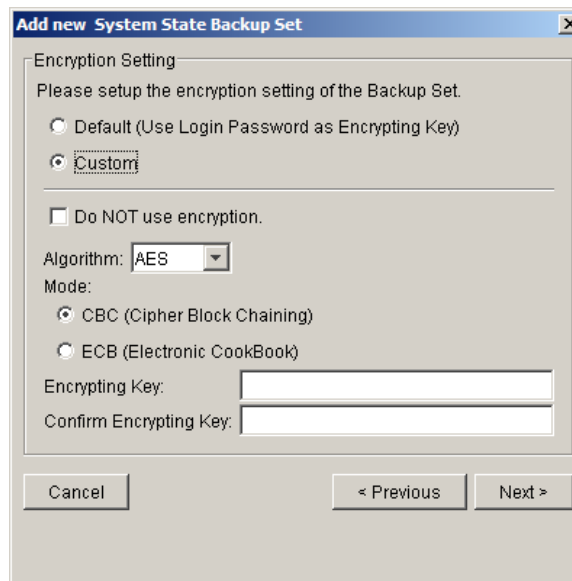 Add new System State Backup Set
Encryption Setting
Please setup the encryption setting of the Backup Set.
Default (Use Login Password as Encrypting Key)
Custom
Do NOT use encryption.
Algorithm: AES
Mode:
CBC (Cipher Block Chaining)
ECB (Electronic CookBook)
Encrypting Key:
Confirm Encrypting Key:
Cancel < Previous Next >